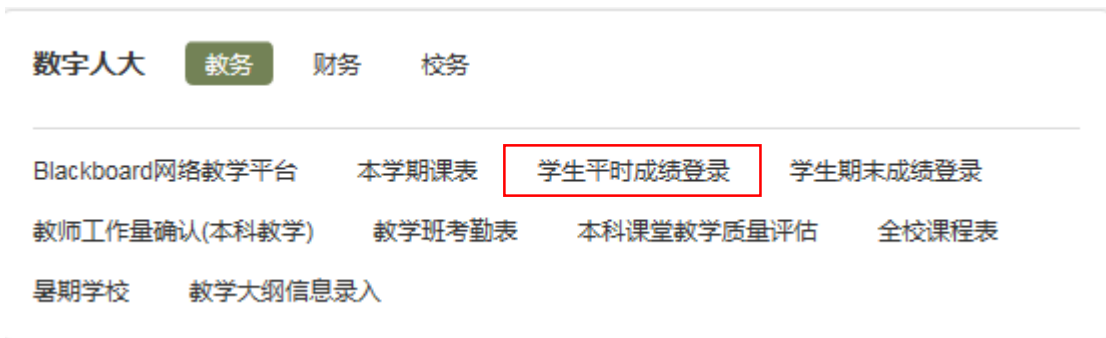 数字人大 教务 财务 校务
Blackboard网络教学平台 本学期课表 学生平时成绩登录 学生期末成绩登录
教师工作量确认(本科教学) 教学班考勤表 本科课堂教学质量评估 全校课程表
暑期学校 教学大纲信息录入